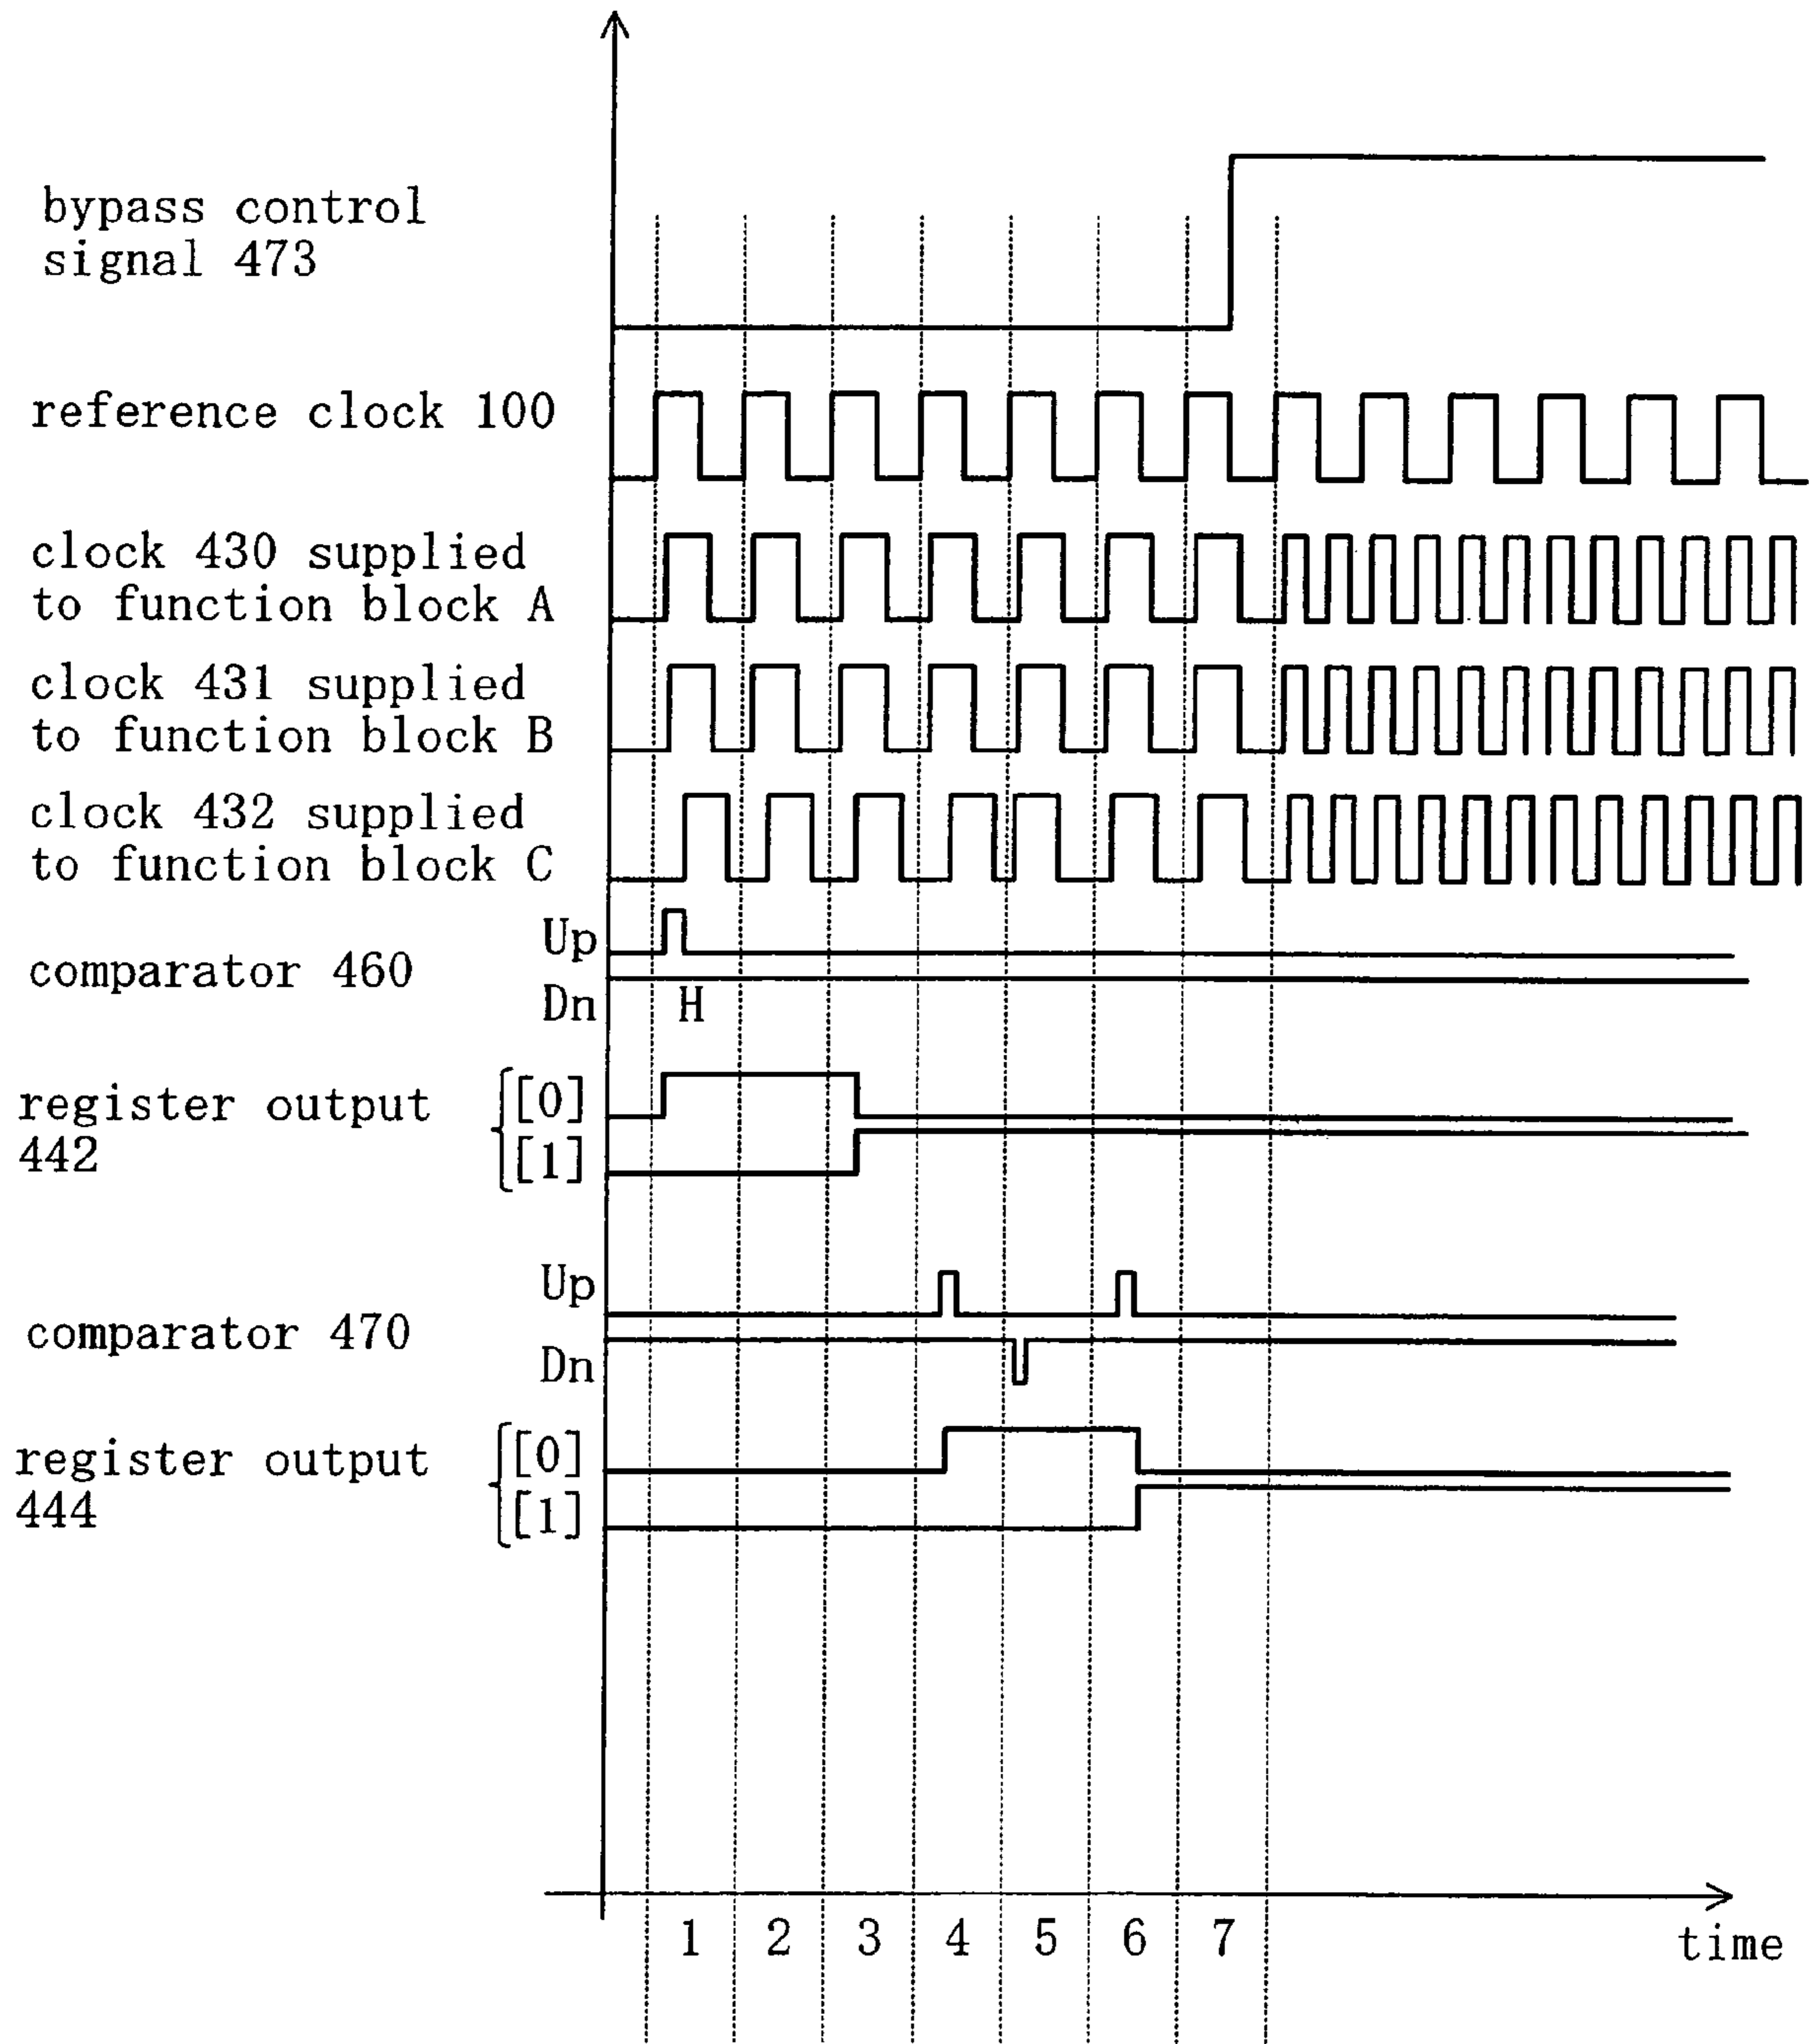 bypass control
signal 473
reference clock 100
clock 430 supplied
to function block A
clock 431 supplied
to function block B
clock 432 supplied
to function block C
Up
comparator 460
Dn H
register output [0]
442 [1]
Up
comparator 470
Dn
register output [0]
444 [1]
1 2 3 4 5 6 7
time